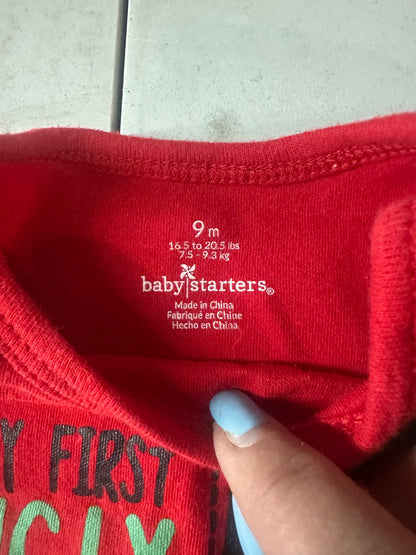 9 m
16.5 to 20.5 lbs
7.5 - 9.3 kg
baby starters®
Made in China
Fabriqué en Chine
Hecho en China
Y FIRST